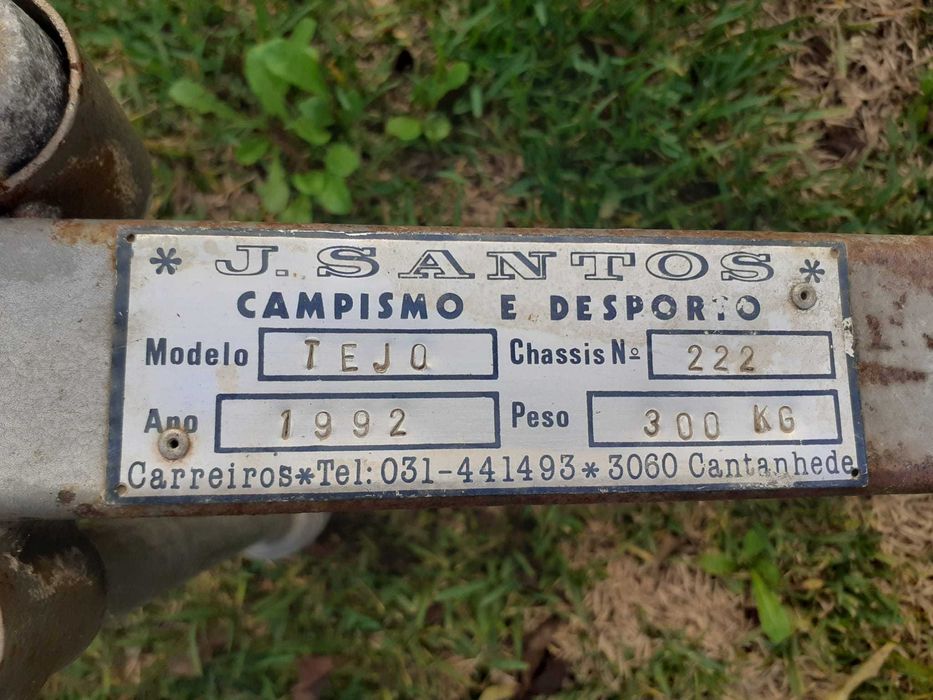 * J. SANTOS *
CAMPISMO E DESPORTO
Modelo TEJO Chassis Nº 222
Ano 1992 Peso 300 KG
Carreiros*Tel: 031-441493* 3060 Cantanhede